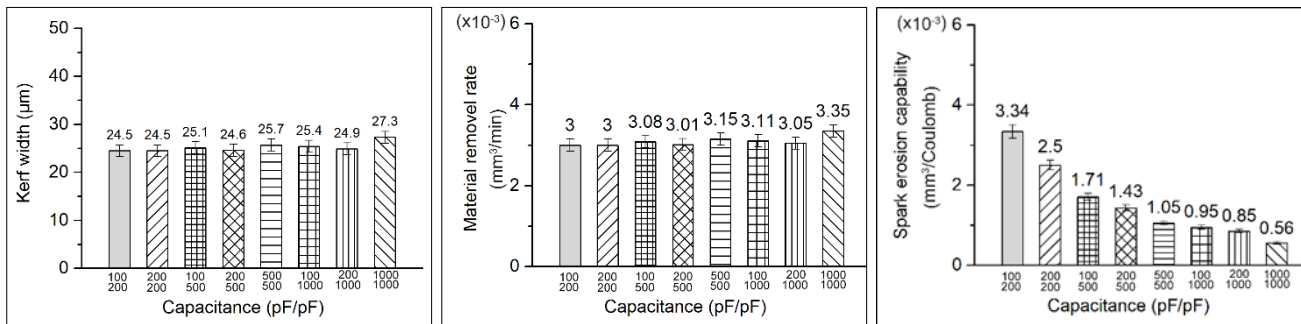 50
40
30
20
10
0
Kerf width (μm)
24.5
24.5
25.1
24.6
25.7
25.4
24.9
27.3
100 200 100 200 500 100 200 1000
200 200 500 500 500 1000 1000 1000
Capacitance (pF/pF)
(x10⁻³)
6
4
2
0
Material removel rate
(mm³/min)
3
3
3.08
3.01
3.15
3.11
3.05
3.35
100 200 100 200 500 100 200 1000
200 200 500 500 500 1000 1000 1000
Capacitance (pF/pF)
(x10⁻³)
6
4
2
0
Spark erosion capability
(mm³/Coulomb)
3.34
2.5
1.71
1.43
1.05
0.95
0.85
0.56
100 200 100 200 500 100 200 1000
200 200 500 500 500 1000 1000 1000
Capacitance (pF/pF)